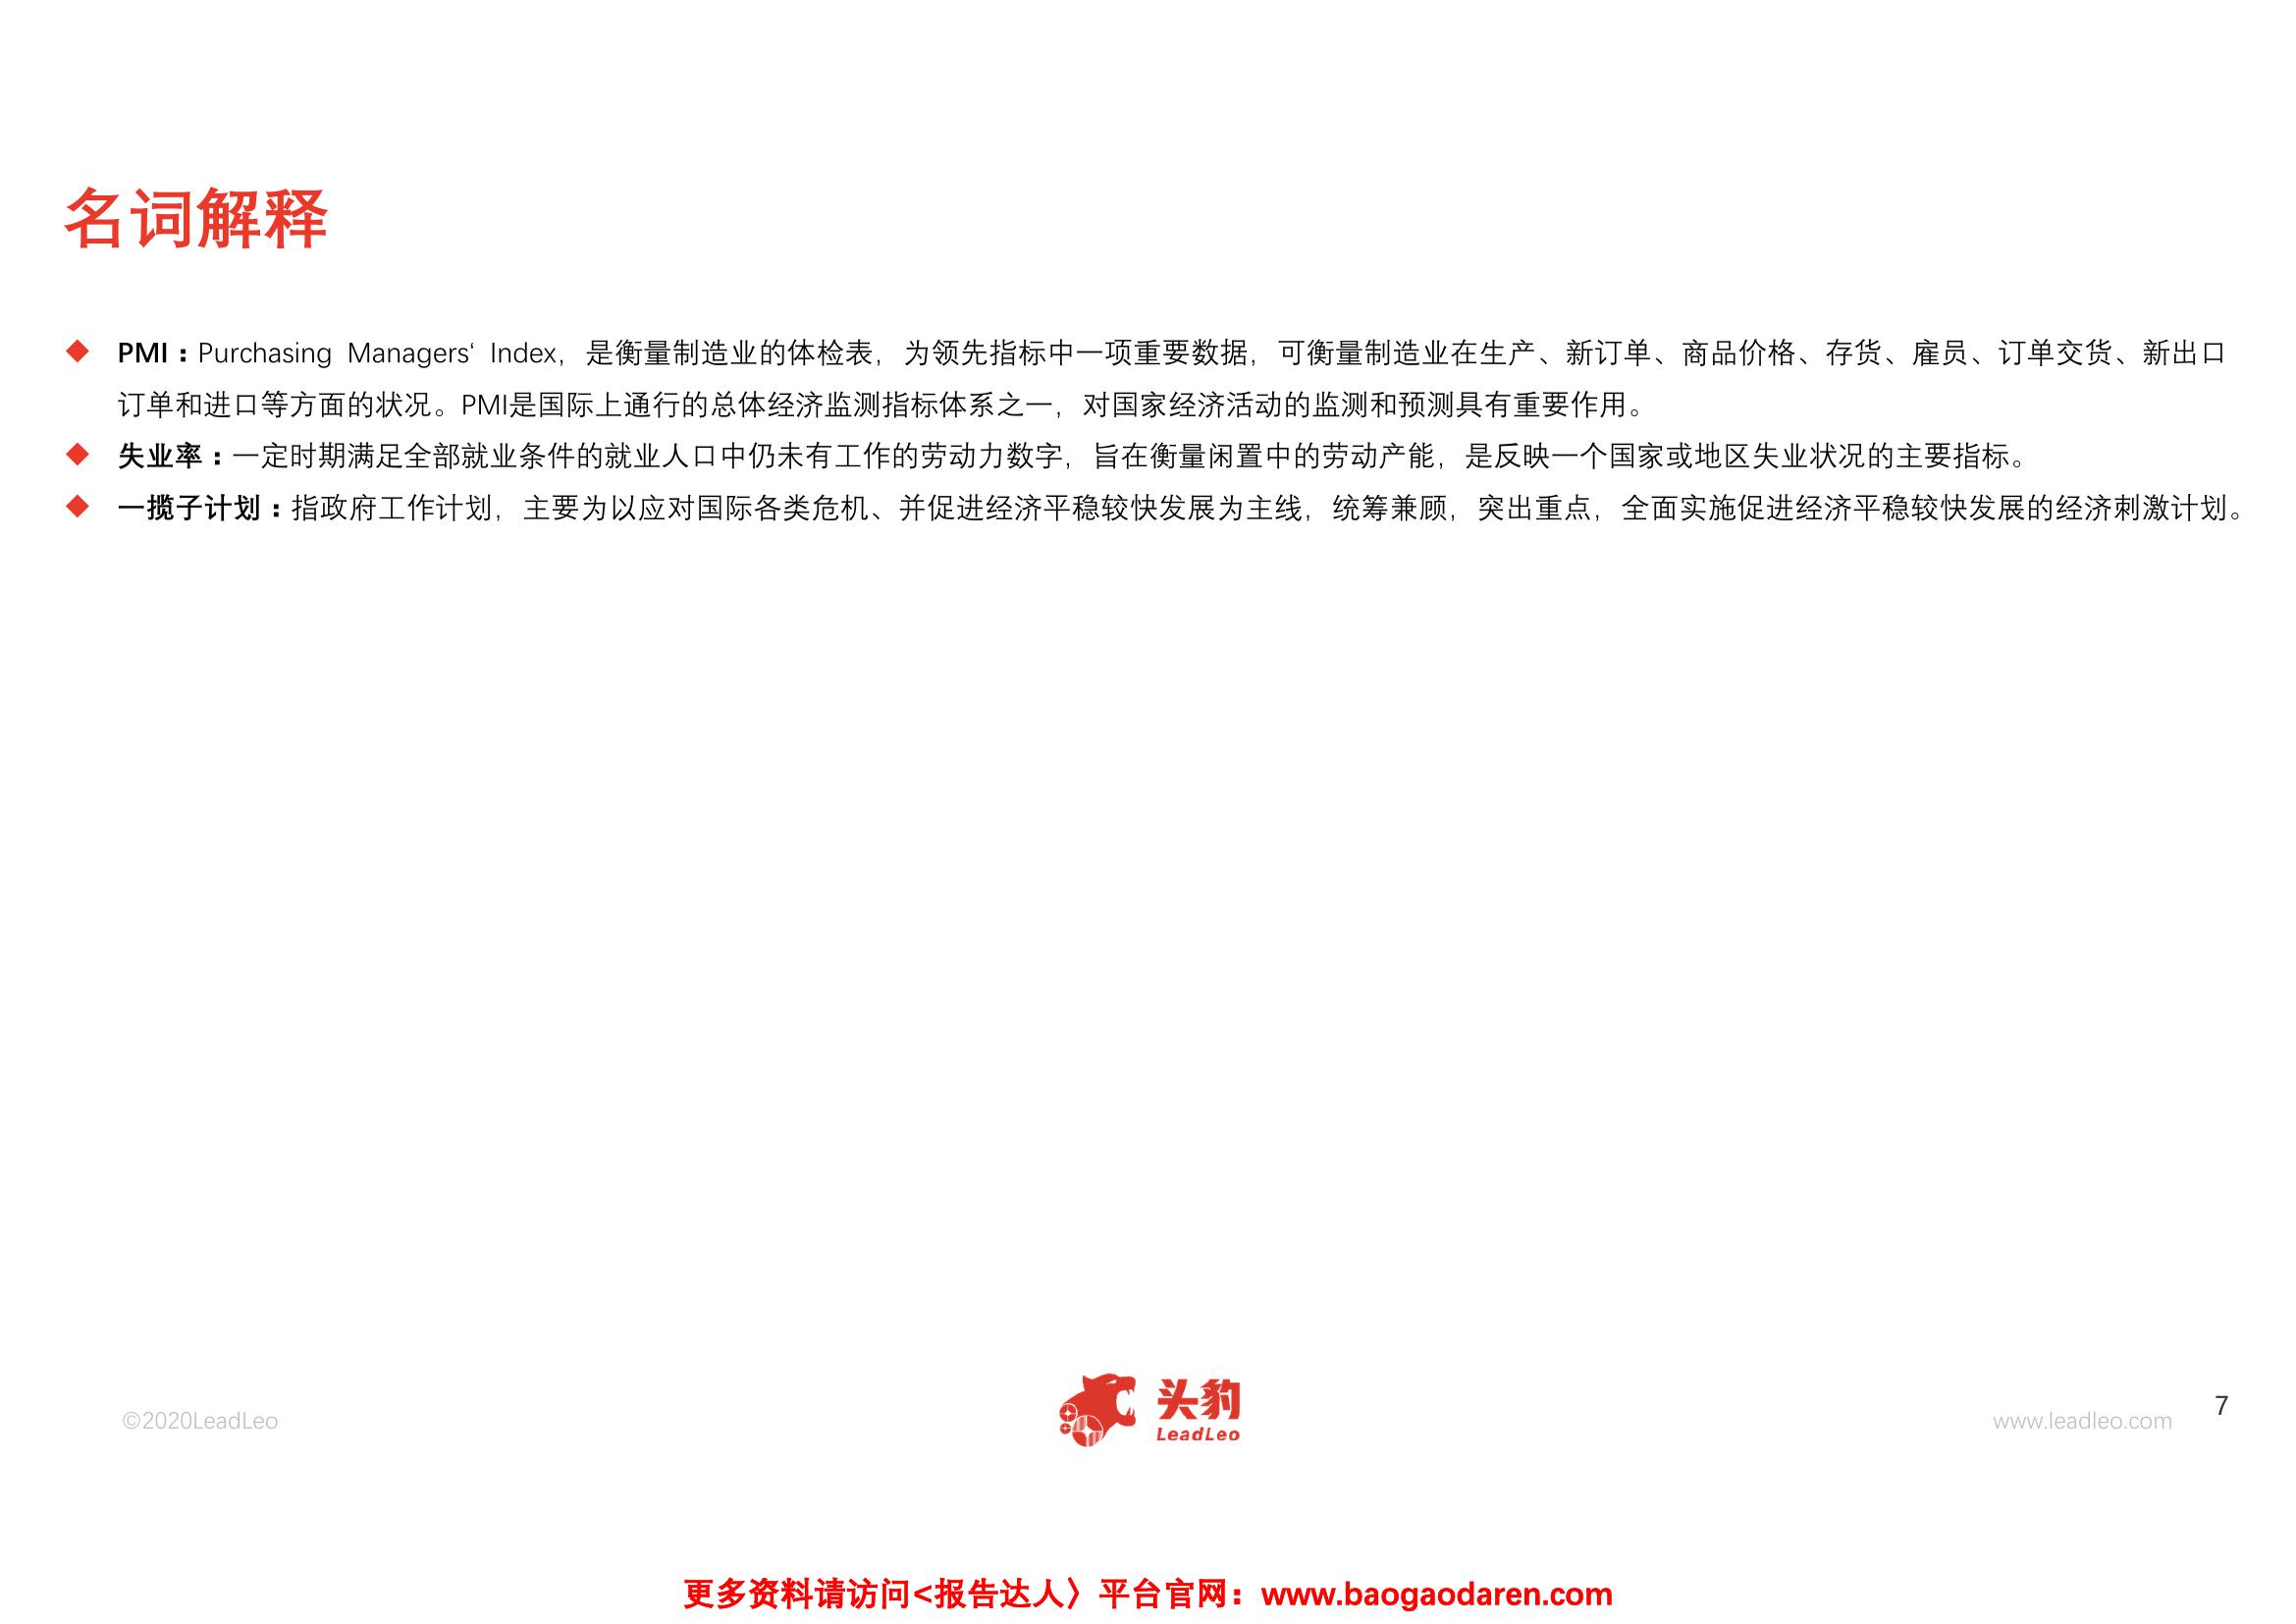 名词解释
◆ PMI：Purchasing Managers‘ Index，是衡量制造业的体检表，为领先指标中一项重要数据，可衡量制造业在生产、新订单、商品价格、存货、雇员、订单交货、新出口
订单和进口等方面的状况。PMI是国际上通行的总体经济监测指标体系之一，对国家经济活动的监测和预测具有重要作用。
◆ 失业率：一定时期满足全部就业条件的就业人口中仍未有工作的劳动力数字，旨在衡量闲置中的劳动产能，是反映一个国家或地区失业状况的主要指标。
◆ 一揽子计划：指政府工作计划，主要为以应对国际各类危机、并促进经济平稳较快发展为主线，统筹兼顾，突出重点，全面实施促进经济平稳较快发展的经济刺激计划。
©2020LeadLeo
头豹
LeadLeo
www.leadleo.com
7
更多资料请访问<报告达人〉平台官网：www.baogaodaren.com